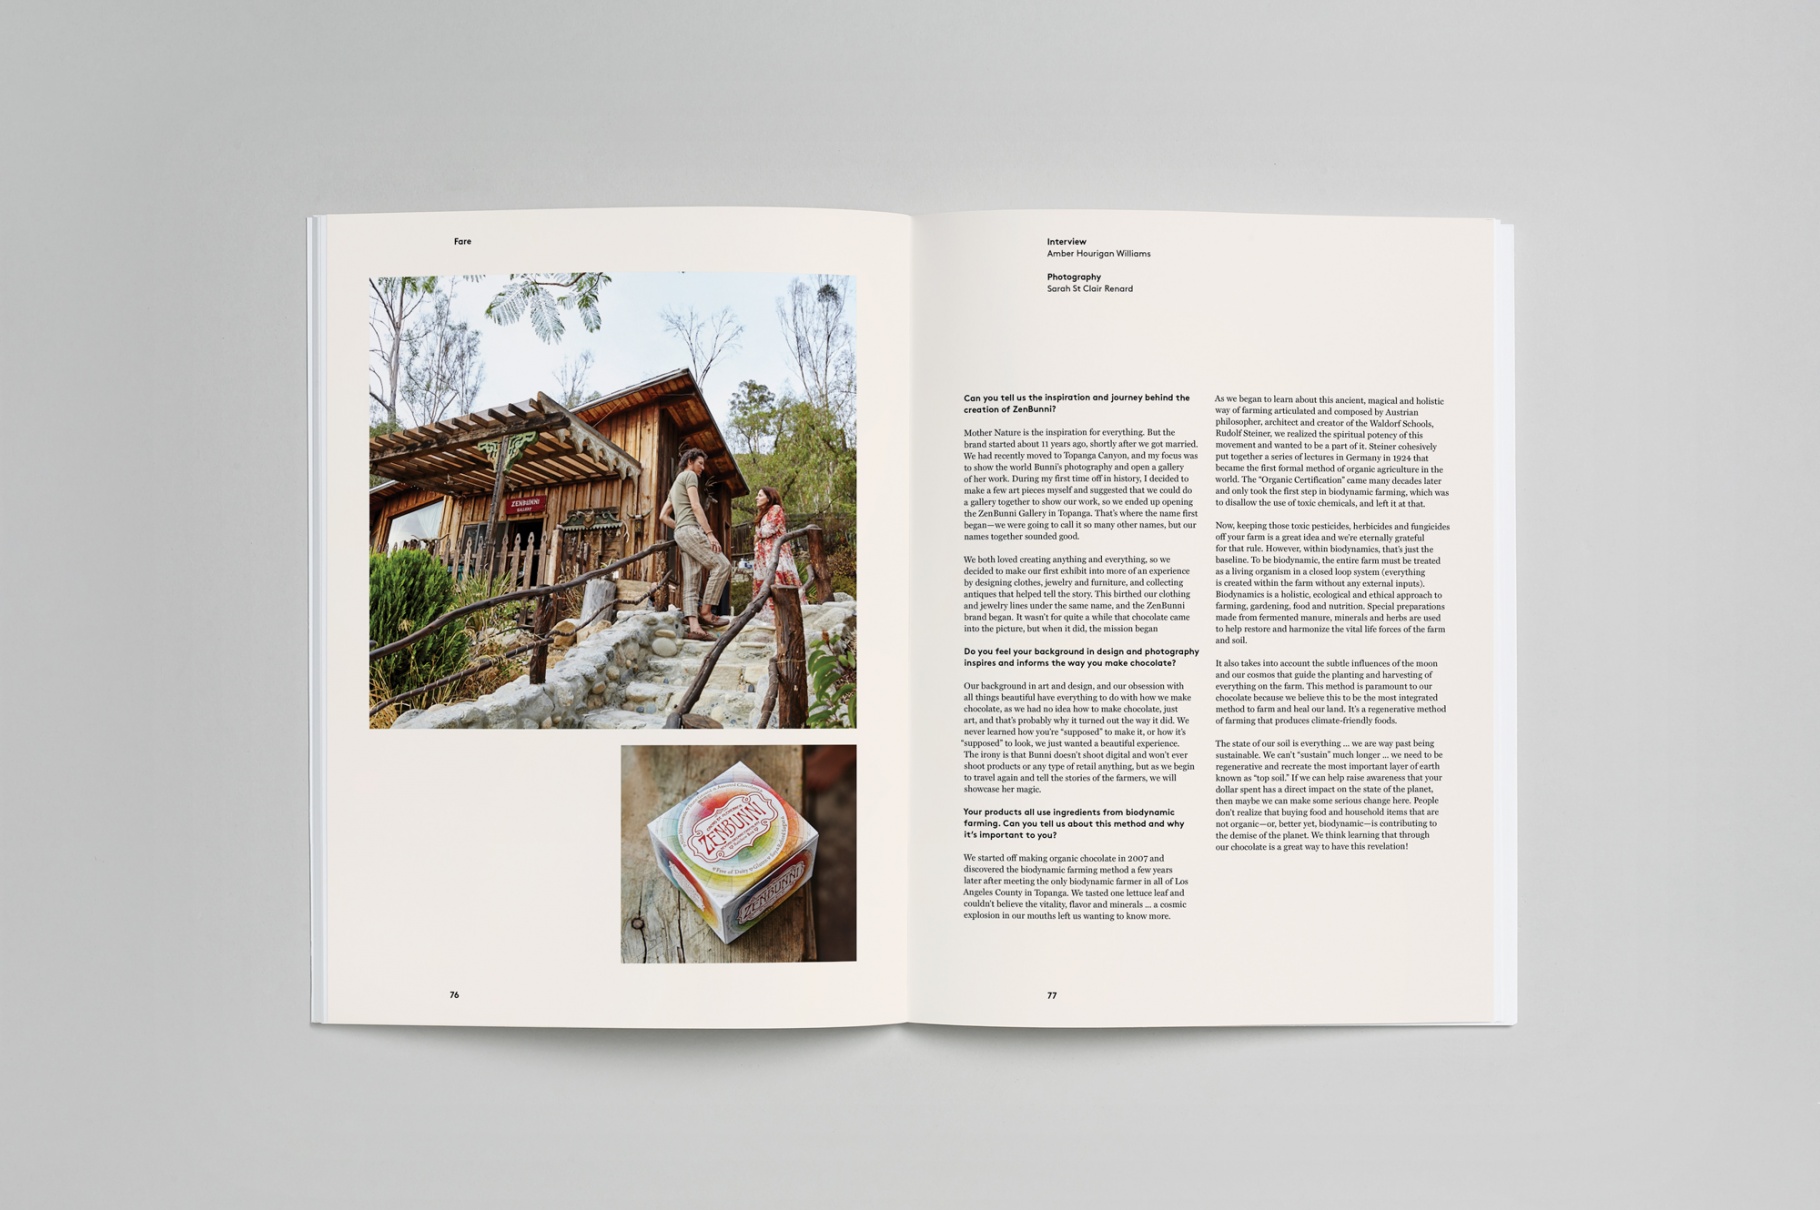 Fare
ZENBUNNI
GALLERY
ZENBUNNI
ZENBUNNI
76
Interview
Amber Hourigan Williams
Photography
Sarah St Clair Renard
Can you tell us the inspiration and journey behind the
creation of ZenBunni?
Mother Nature is the inspiration for everything. But the
brand started about 11 years ago, shortly after we got married.
We had recently moved to Topanga Canyon, and my focus was
to show the world Bunni's photography and open a gallery
of her work. During my first time off in history, I decided to
make a few art pieces myself and suggested that we could do
a gallery together to show our work, so we ended up opening
the ZenBunni Gallery in Topanga. That's where the name first
began—we were going to call it so many other names, but our
names together sounded good.
We both loved creating anything and everything, so we
decided to make our first exhibit into more of an experience
by designing clothes, jewelry and furniture, and collecting
antiques that helped tell the story. This birthed our clothing
and jewelry lines under the same name, and the ZenBunni
brand began. It wasn't for quite a while that chocolate came
into the picture, but when it did, the mission began
Do you feel your background in design and photography
inspires and informs the way you make chocolate?
Our background in art and design, and our obsession with
all things beautiful have everything to do with how we make
chocolate, as we had no idea how to make chocolate, just
art, and that's probably why it turned out the way it did. We
never learned how you're “supposed” to make it, or how it's
“supposed” to look, we just wanted a beautiful experience.
The irony is that Bunni doesn't shoot digital and won't ever
shoot products or any type of retail anything, but as we begin
to travel again and tell the stories of the farmers, we will
showcase her magic.
Your products all use ingredients from biodynamic
farming. Can you tell us about this method and why
it's important to you?
We started off making organic chocolate in 2007 and
discovered the biodynamic farming method a few years
later after meeting the only biodynamic farmer in all of Los
Angeles County in Topanga. We tasted one lettuce leaf and
couldn't believe the vitality, flavor and minerals ... a cosmic
explosion in our mouths left us wanting to know more.
As we began to learn about this ancient, magical and holistic
way of farming articulated and composed by Austrian
philosopher, architect and creator of the Waldorf Schools,
Rudolf Steiner, we realized the spiritual potency of this
movement and wanted to be a part of it. Steiner cohesively
put together a series of lectures in Germany in 1924 that
became the first formal method of organic agriculture in the
world. The “Organic Certification” came many decades later
and only took the first step in biodynamic farming, which was
to disallow the use of toxic chemicals, and left it at that.
Now, keeping those toxic pesticides, herbicides and fungicides
off your farm is a great idea and we're eternally grateful
for that rule. However, within biodynamics, that's just the
baseline. To be biodynamic, the entire farm must be treated
as a living organism in a closed loop system (everything
is created within the farm without any external inputs).
Biodynamics is a holistic, ecological and ethical approach to
farming, gardening, food and nutrition. Special preparations
made from fermented manure, minerals and herbs are used
to help restore and harmonize the vital life forces of the farm
and soil.
It also takes into account the subtle influences of the moon
and our cosmos that guide the planting and harvesting of
everything on the farm. This method is paramount to our
chocolate because we believe this to be the most integrated
method to farm and heal our land. It's a regenerative method
of farming that produces climate-friendly foods.
The state of our soil is everything ... we are way past being
sustainable. We can't “sustain” much longer ... we need to be
regenerative and recreate the most important layer of earth
known as “top soil.” If we can help raise awareness that your
dollar spent has a direct impact on the state of the planet,
then maybe we can make some serious change here. People
don't realize that buying food and household items that are
not organic—or, better yet, biodynamic—is contributing to
the demise of the planet. We think learning that through
our chocolate is a great way to have this revelation!
77